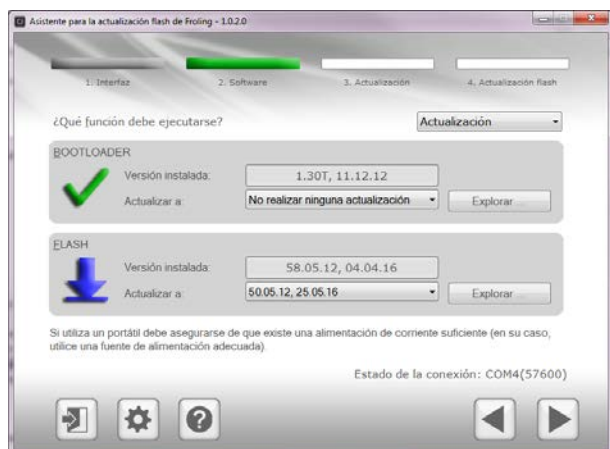 Asistente para la actualización flash de Froling - 1.0.2.0
1. Interfaz 2. Software 3. Actualización 4. Actualización flash
¿Qué función debe ejecutarse? Actualización
BOOTLOADER
Versión instalada: 1.30T, 11.12.12
Actualizar a: No realizar ninguna actualización Explorar ...
FLASH
Versión instalada: 58.05.12, 04.04.16
Actualizar a: 50.05.12, 25.05.16 Explorar ...
Si utiliza un portátil debe asegurarse de que existe una alimentación de corriente suficiente (en su caso,
utilice una fuente de alimentación adecuada).
Estado de la conexión: COM4(57600)
?